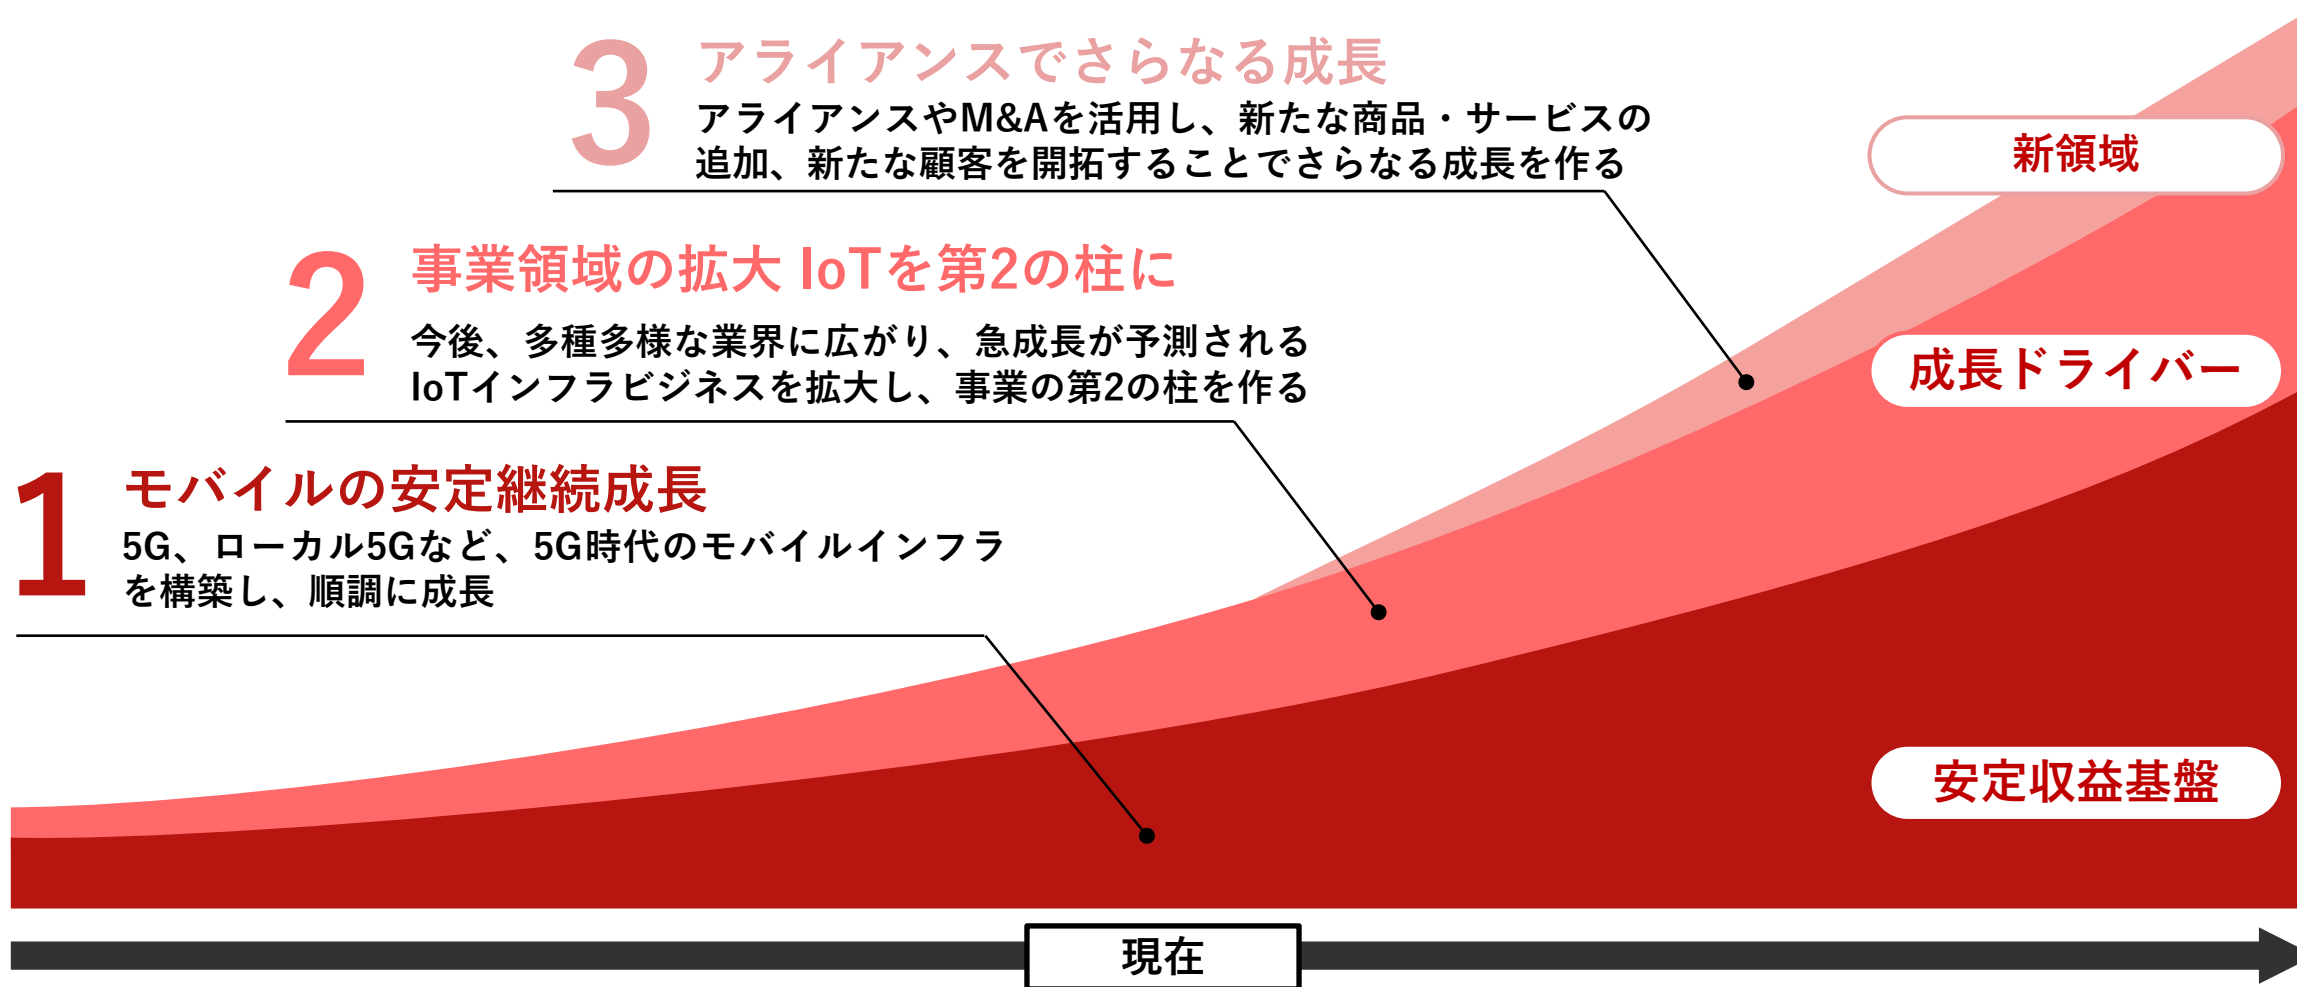 3
アライアンスでさらなる成長
アライアンスやM&Aを活用し、新たな商品・サービスの
追加、新たな顧客を開拓することでさらなる成長を作る
新領域
2
事業領域の拡大 IoTを第2の柱に
今後、多種多様な業界に広がり、急成長が予測される
IoTインフラビジネスを拡大し、事業の第2の柱を作る
成長ドライバー
1
モバイルの安定継続成長
5G、ローカル5Gなど、5G時代のモバイルインフラ
を構築し、順調に成長
安定収益基盤
現在